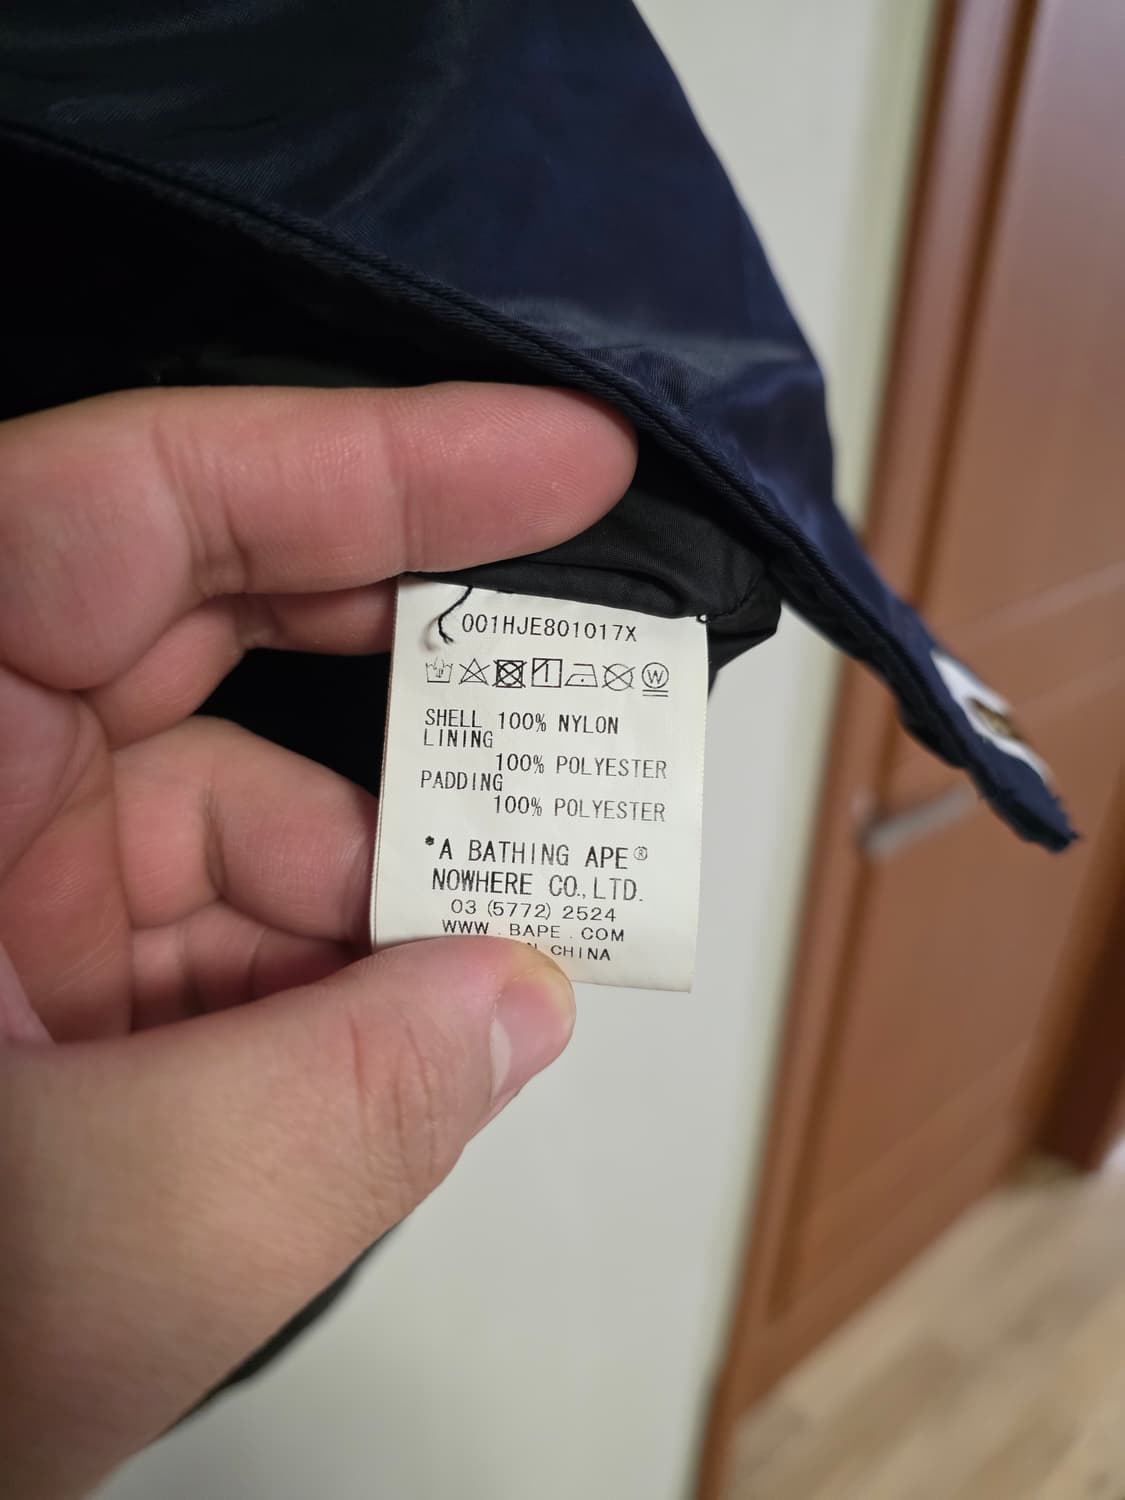 001HJE801017X
W
SHELL 100% NYLON
LINING
100% POLYESTER
PADDING
100% POLYESTER
*A BATHING APE®
NOWHERE CO.,LTD.
03 (5772) 2524
WWW.BAPE.COM
CHINA